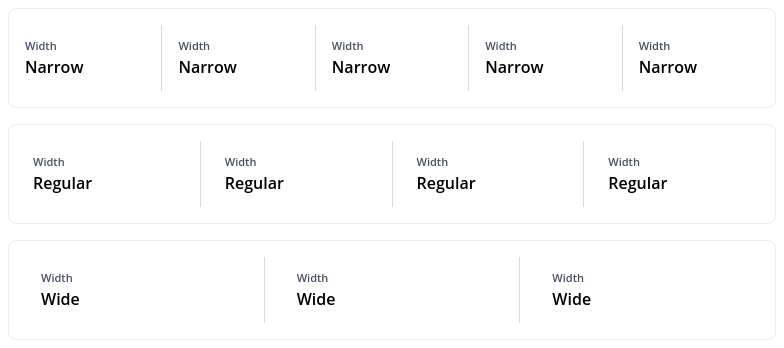 Width Width Width Width Width
Narrow Narrow Narrow Narrow Narrow
Width Width Width Width
Regular Regular Regular Regular
Width Width Width
Wide Wide Wide